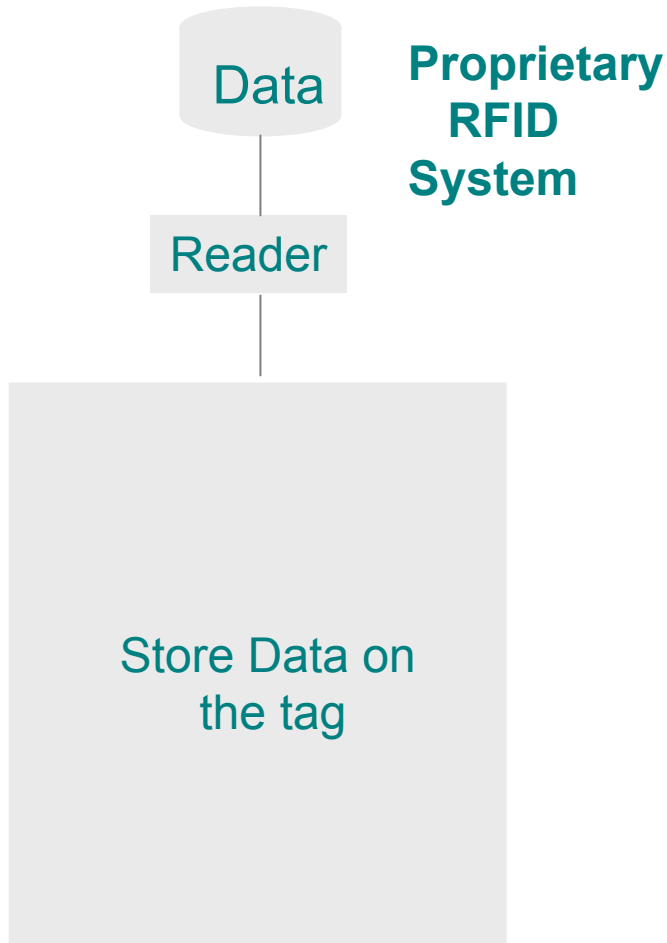 Data
Proprietary
RFID
System
Reader
Store Data on
the tag